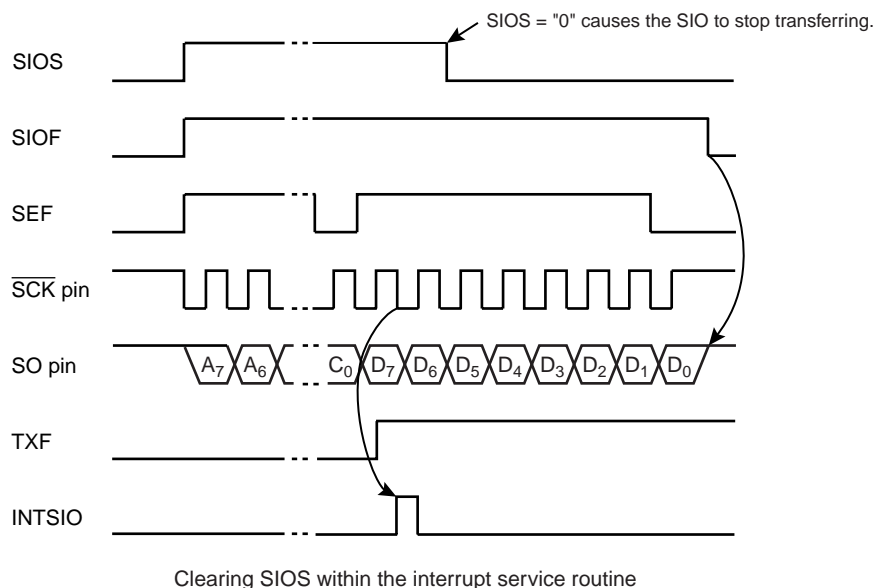 SIOS = "0" causes the SIO to stop transferring.
SIOS
SIOF
SEF
SCK pin
SO pin A7 A6 C0 D7 D6 D5 D4 D3 D2 D1 D0
TXF
INTSIO
Clearing SIOS within the interrupt service routine